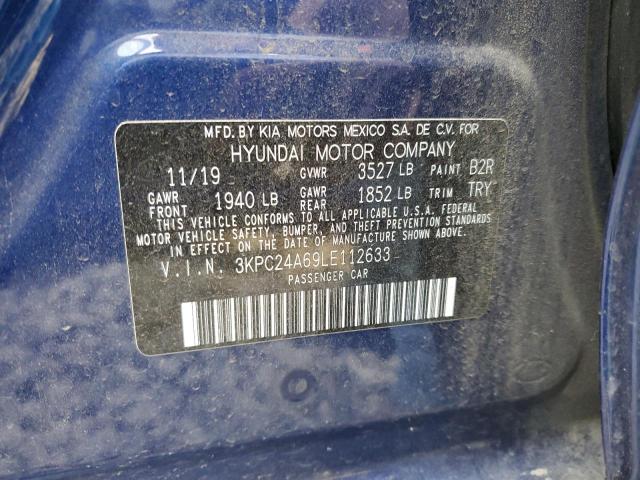 MFD. BY KIA MOTORS MEXICO S.A. DE C.V. FOR
HYUNDAI MOTOR COMPANY
11/19 GVWR 3527 LB PAINT B2R
GAWR FRONT 1940 LB GAWR REAR 1852 LB TRIM TRY
THIS VEHICLE CONFORMS TO ALL APPLICABLE U.S.A. FEDERAL
MOTOR VEHICLE SAFETY, BUMPER, AND THEFT PREVENTION STANDARDS
IN EFFECT ON THE DATE OF MANUFACTURE SHOWN ABOVE.
V.I.N. 3KPC24A69LE112633
PASSENGER CAR